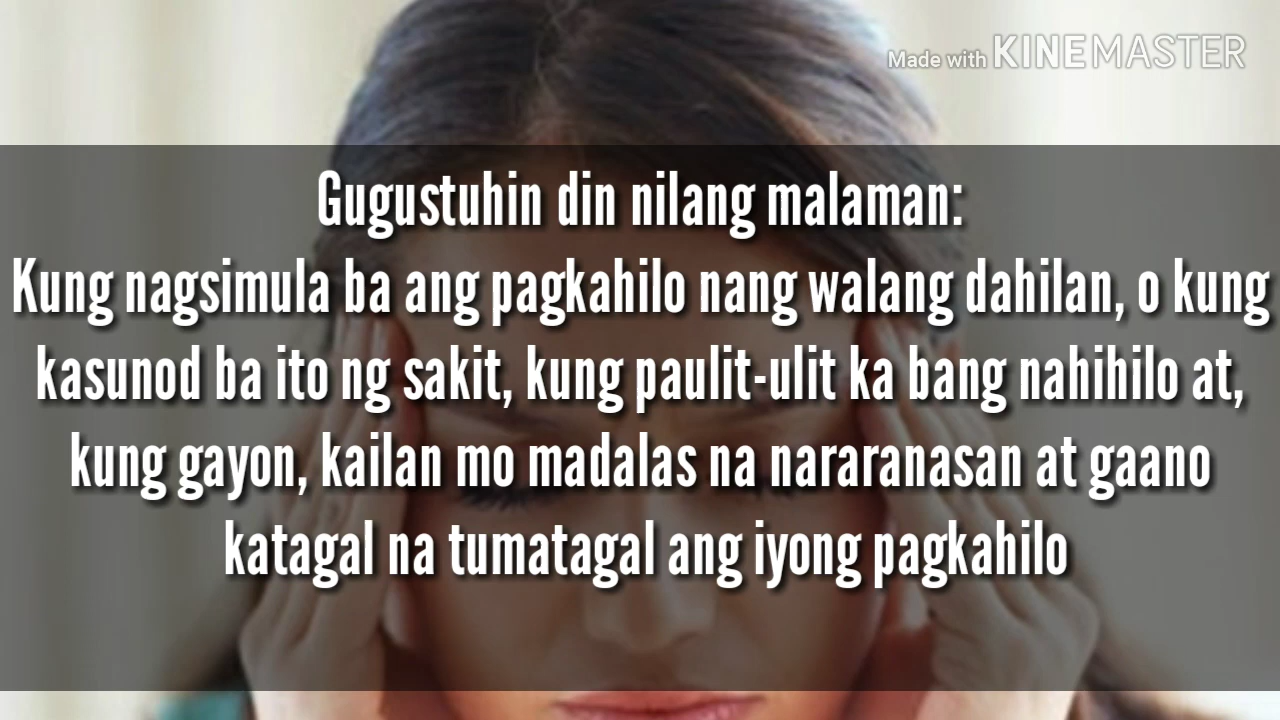 Made with KINEMASTER
Gugustuhin din nilang malaman:
Kung nagsimula ba ang pagkahilo nang walang dahilan, o kung
kasunod ba ito ng sakit, kung paulit-ulit ka bang nahihilo at,
kung gayon, kailan mo madalas na nararanasan at gaano
katagal na tumatagal ang iyong pagkahilo